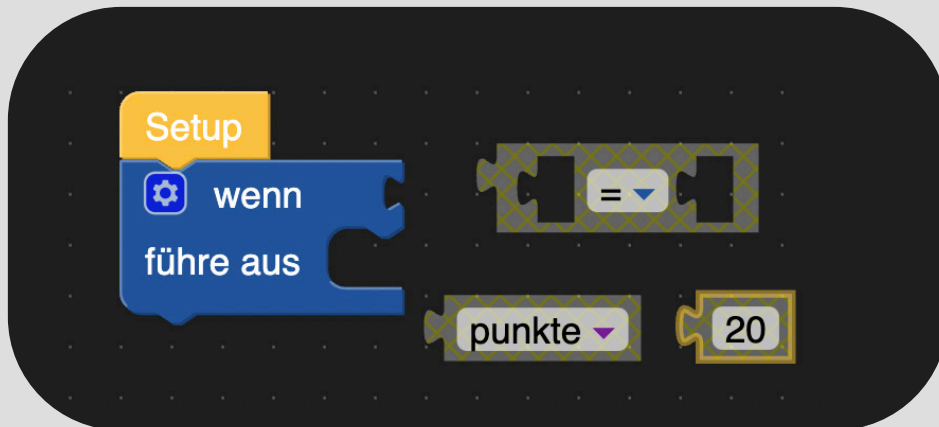 Setup
wenn
=
führe aus
punkte
20